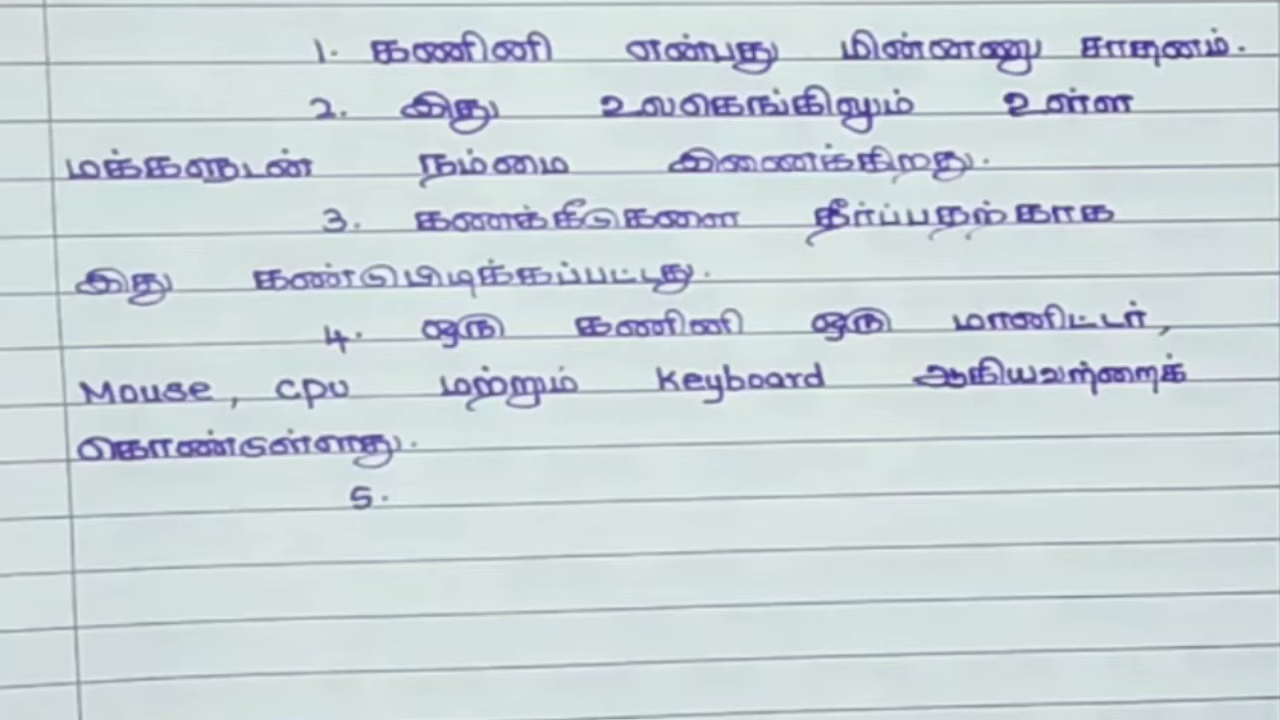 1. கணினி என்பது மின்னணு சாதனம்.
2. இது உலகெங்கிலும் உள்ள
மக்களுடன் நம்மை இணைக்கிறது.
3. கணக்கீடுகளை தீர்ப்பதற்காக
இது கண்டுபிடிக்கப்பட்டது.
4. ஒரு கணினி ஒரு மானிட்டர்,
Mouse, CPU மற்றும் Keyboard ஆகியவற்றைக்
கொண்டுள்ளது.
5.